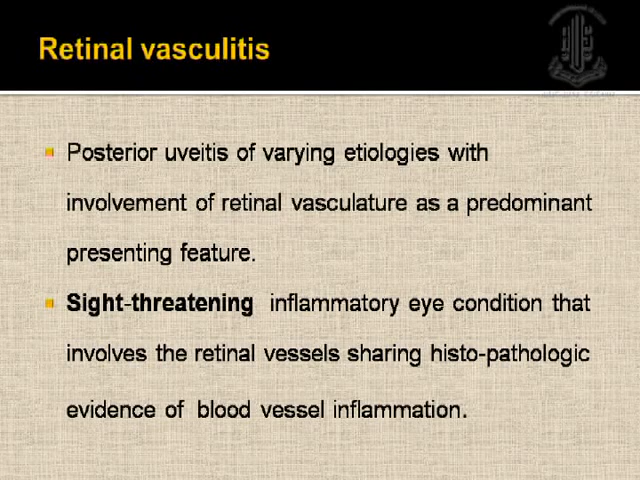 Retinal vasculitis
Posterior uveitis of varying etiologies with
involvement of retinal vasculature as a predominant
presenting feature.
Sight-threatening inflammatory eye condition that
involves the retinal vessels sharing histo-pathologic
evidence of blood vessel inflammation.